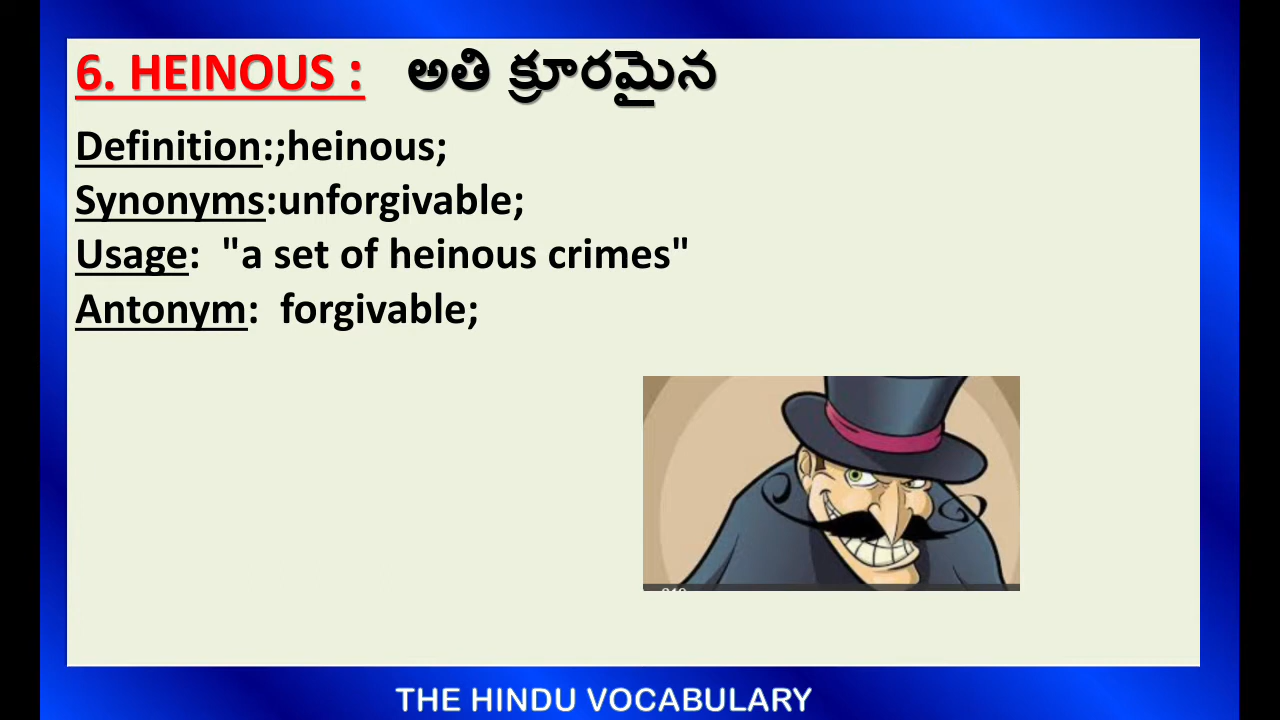 6. HEINOUS : అతి క్రూరమైన
Definition:;heinous;
Synonyms:unforgivable;
Usage: "a set of heinous crimes"
Antonym: forgivable;
THE HINDU VOCABULARY